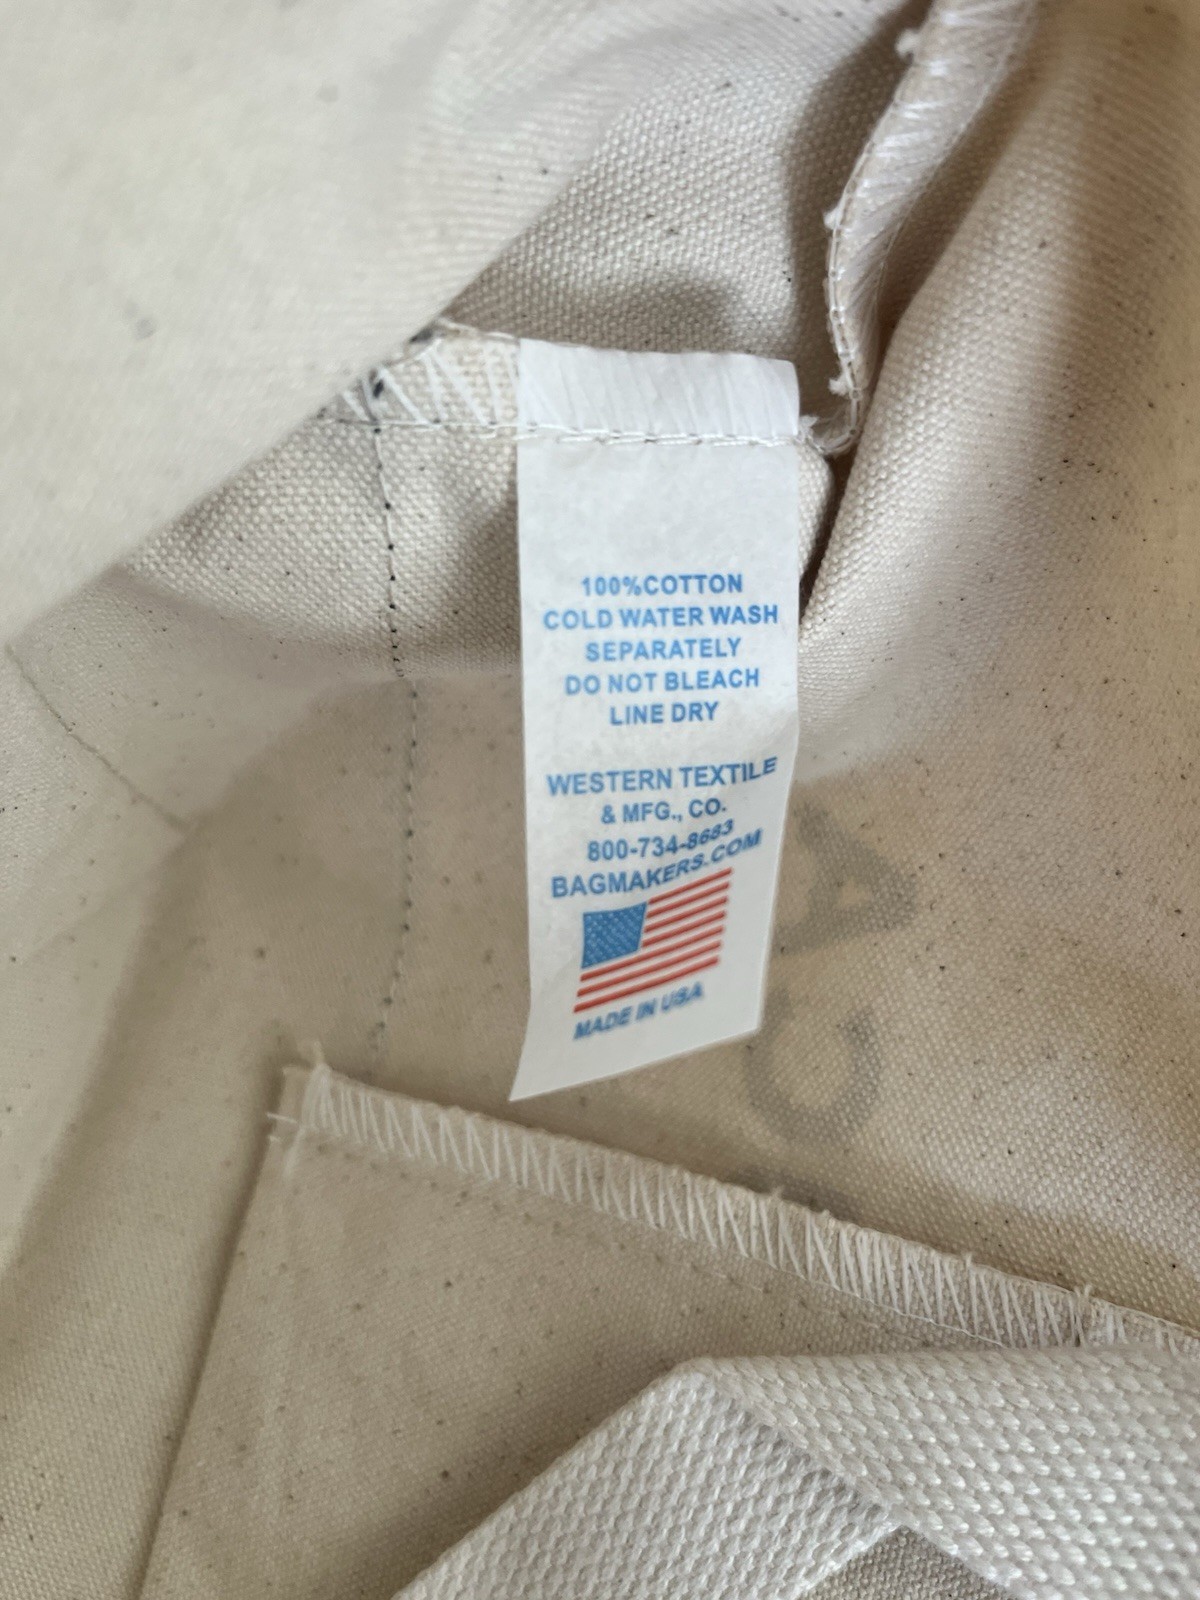 100%COTTON
COLD WATER WASH
SEPARATELY
DO NOT BLEACH
LINE DRY
WESTERN TEXTILE
& MFG., CO.
800-734-8683
BAGMAKERS.COM
MADE IN USA